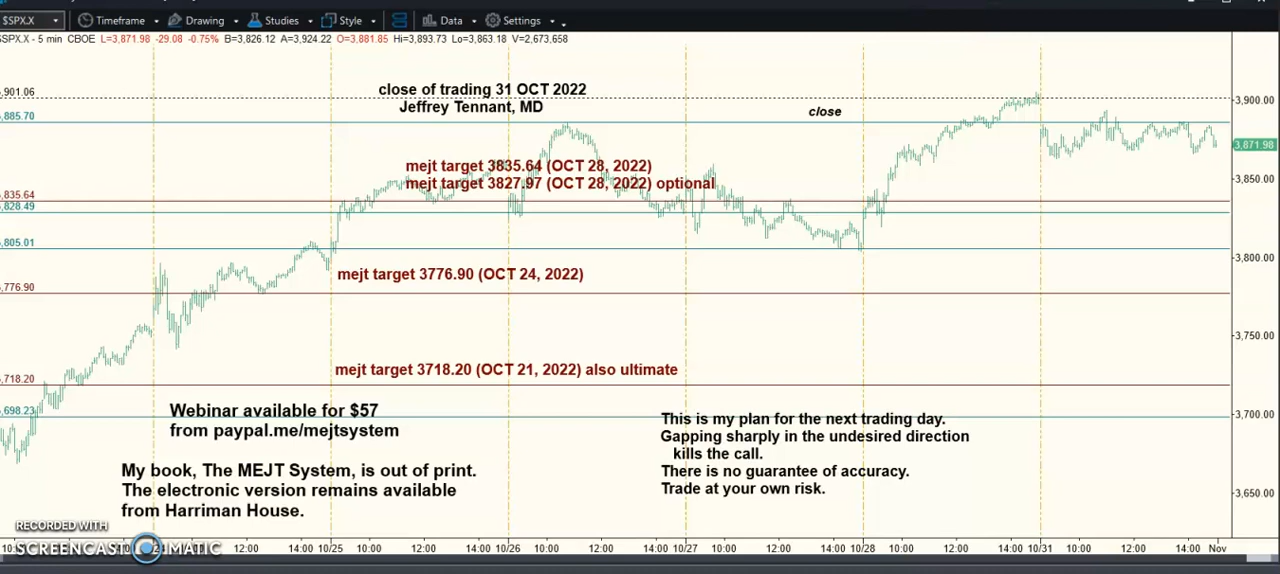 $SPX.X Timeframe Drawing Studies Style Data Settings
$SPX.X - 5 min CBOE L=3,871.98 -29.08 -0.75% B=3,826.12 A=3,924.22 O=3,881.85 Hi=3,893.73 Lo=3,863.18 V=2,673,658
close of trading 31 OCT 2022
Jeffrey Tennant, MD
close
,901.06
,885.70
,835.64
,828.49
,805.01
,776.90
,718.20
,698.23
mejt target 3835.64 (OCT 28, 2022)
mejt target 3827.97 (OCT 28, 2022) optional
mejt target 3776.90 (OCT 24, 2022)
mejt target 3718.20 (OCT 21, 2022) also ultimate
Webinar available for $57
from paypal.me/mejtsystem
My book, The MEJT System, is out of print.
The electronic version remains available
from Harriman House.
This is my plan for the next trading day.
Gapping sharply in the undesired direction
kills the call.
There is no guarantee of accuracy.
Trade at your own risk.
3,900.00
3,871.98
3,850.00
3,800.00
3,750.00
3,700.00
3,650.00
RECORDED WITH
SCREENCAST MATIC
12:00 14:00 10/25 10:00 12:00 14:00 10/26 10:00 12:00 14:00 10/27 10:00 12:00 14:00 10/28 10:00 12:00 14:00 10/31 10:00 12:00 14:00 Nov